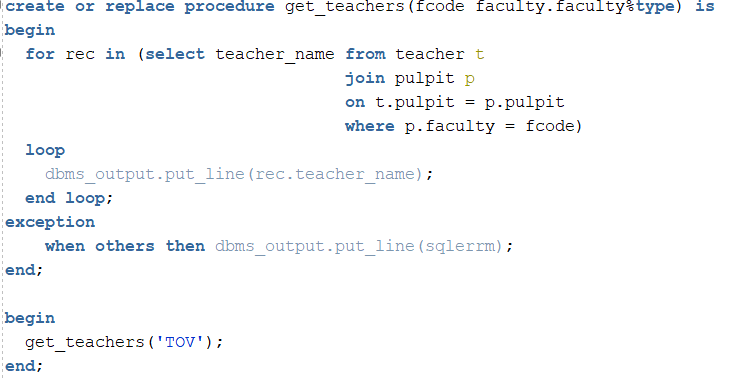 create or replace procedure get_teachers(fcode faculty.faculty%type) is
begin
  for rec in (select teacher_name from teacher t
                                  join pulpit p
                                  on t.pulpit = p.pulpit
                                  where p.faculty = fcode)
  loop
    dbms_output.put_line(rec.teacher_name);
  end loop;
exception
    when others then dbms_output.put_line(sqlerrm);
end;

begin
  get_teachers('TOV');
end;